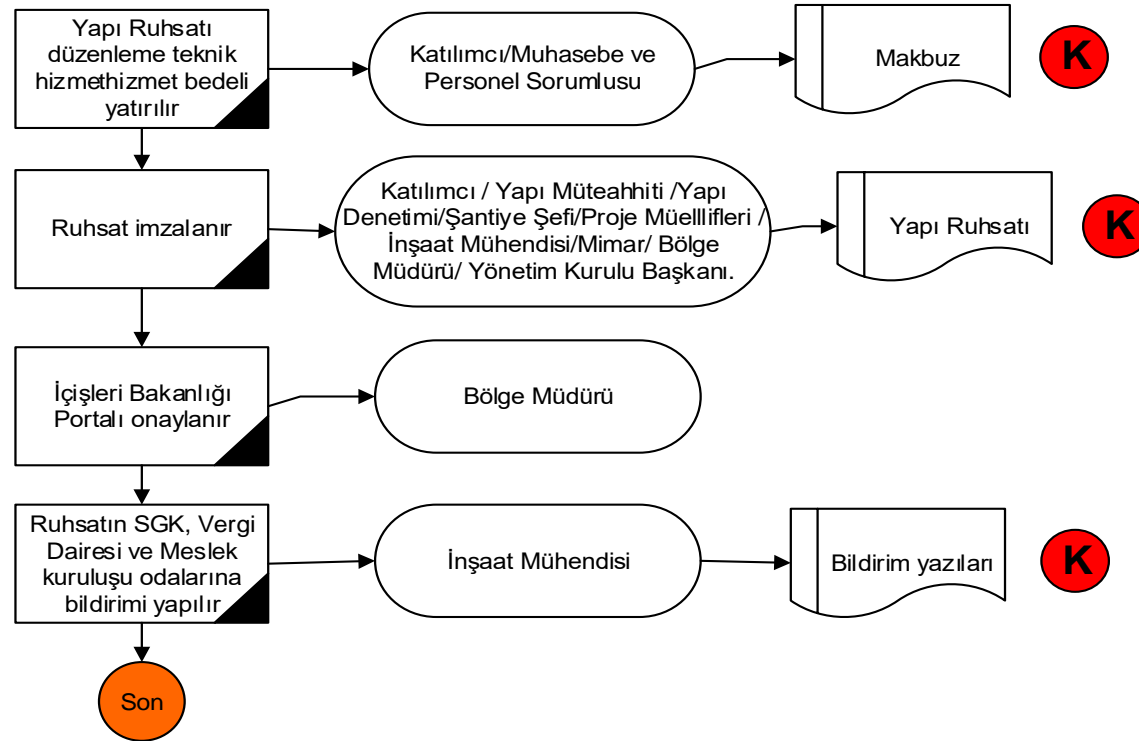 Yapı Ruhsatı
düzenleme teknik
hizmethizmet bedeli
yatırılır
Katılımcı/Muhasebe ve
Personel Sorumlusu
Makbuz
K
Ruhsat imzalanır
Katılımcı / Yapı Müteahhiti /Yapı
Denetimi/Şantiye Şefi/Proje Müelllifleri /
İnşaat Mühendisi/Mimar/ Bölge
Müdürü/ Yönetim Kurulu Başkanı.
Yapı Ruhsatı
K
İçişleri Bakanlığı
Portalı onaylanır
Bölge Müdürü
Ruhsatın SGK, Vergi
Dairesi ve Meslek
kuruluşu odalarına
bildirimi yapılır
İnşaat Mühendisi
Bildirim yazıları
K
Son